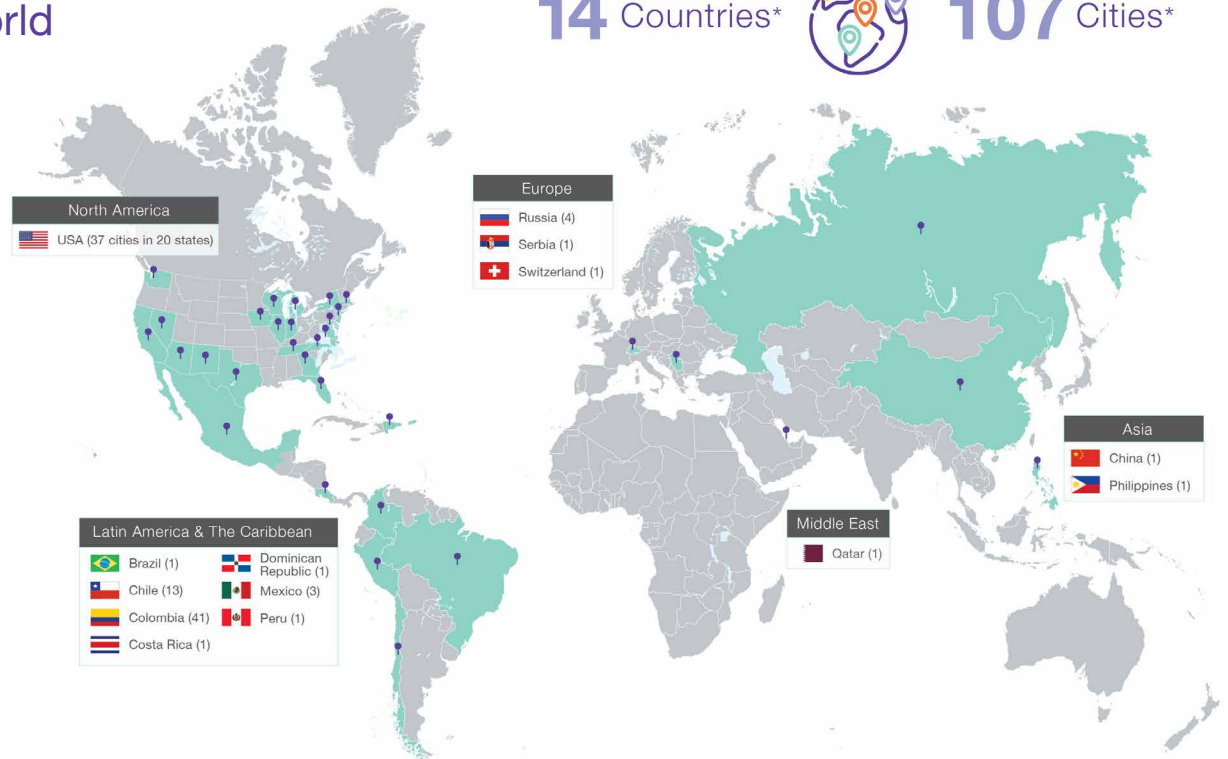 14 Countries*
107 Cities*
North America
USA (37 cities in 20 states)
Europe
Russia (4)
Serbia (1)
Switzerland (1)
Asia
China (1)
Philippines (1)
Middle East
Qatar (1)
Latin America & The Caribbean
Brazil (1)
Chile (13)
Colombia (41)
Costa Rica (1)
Dominican
Republic (1)
Mexico (3)
Peru (1)